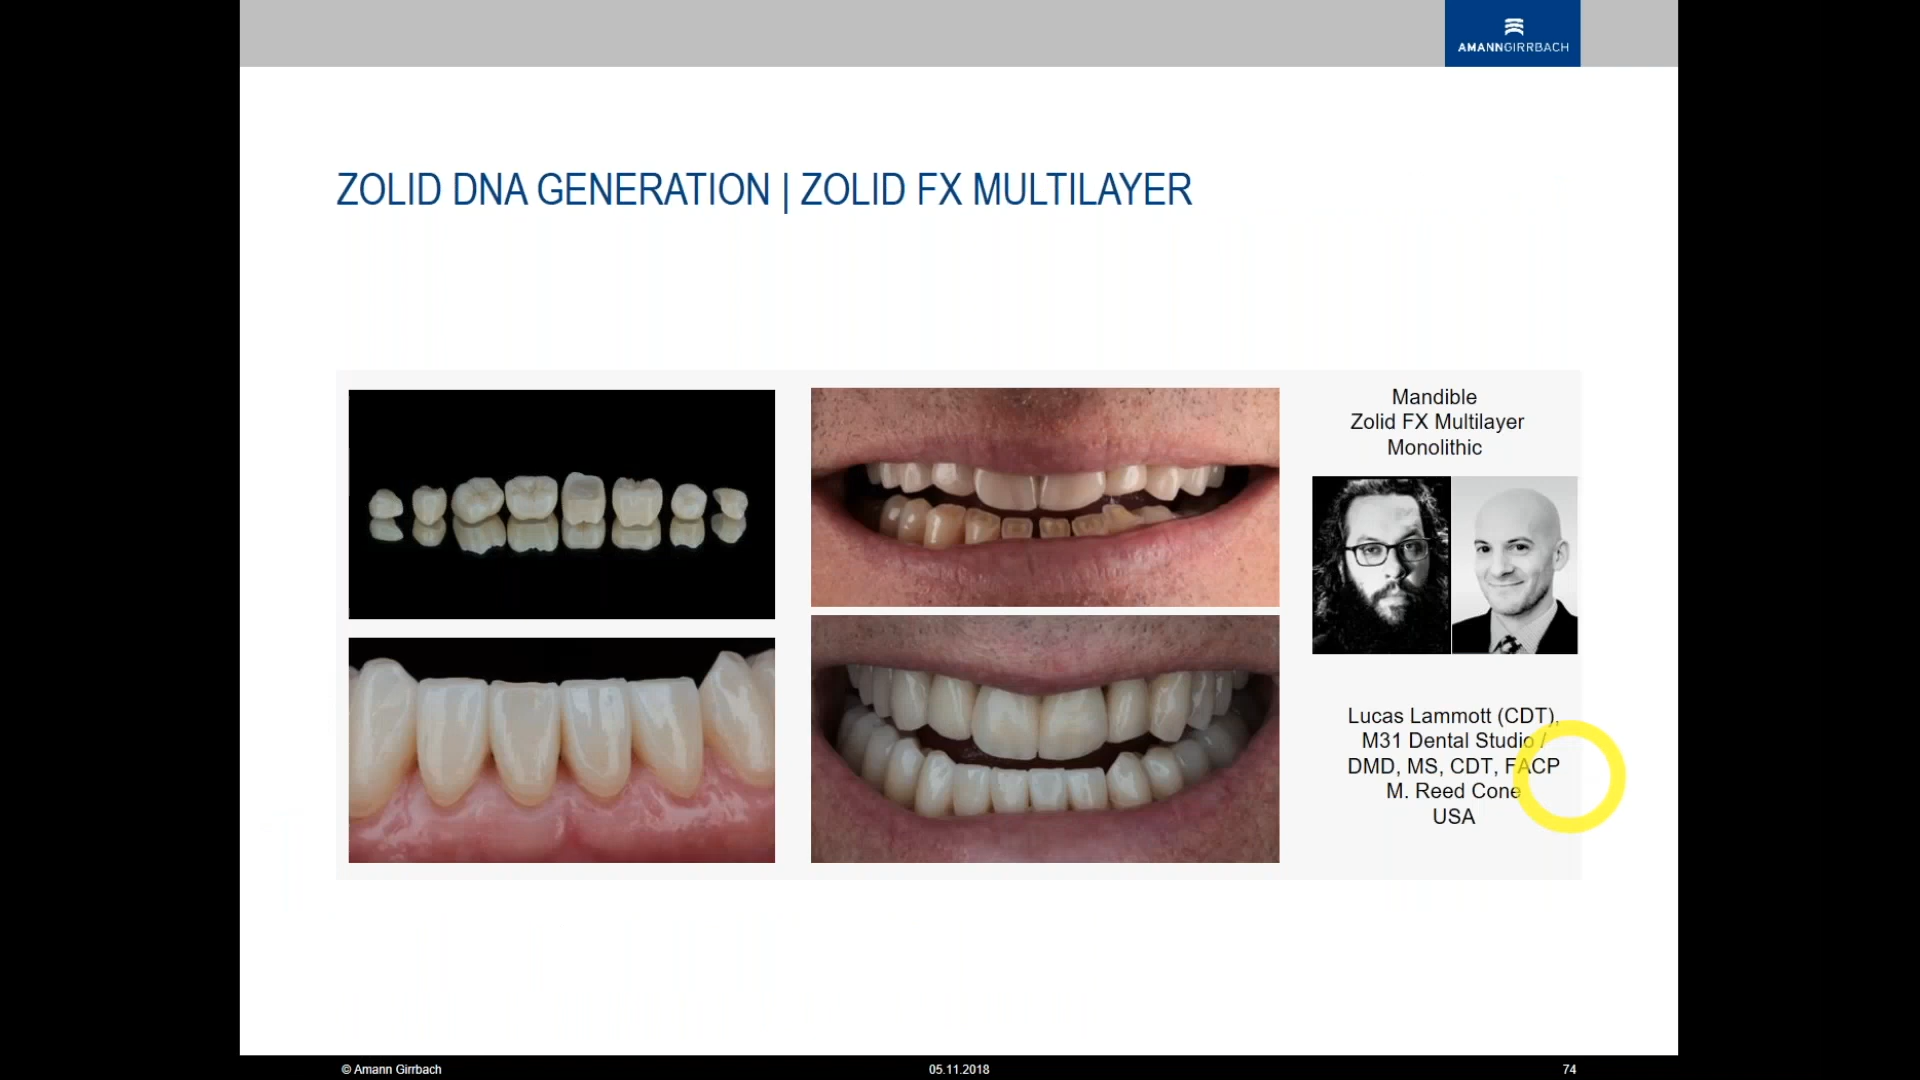 AMANNGIRRBACH
ZOLID DNA GENERATION | ZOLID FX MULTILAYER
Mandible
Zolid FX Multilayer
Monolithic
Lucas Lammott (CDT),
M31 Dental Studio /
DMD, MS, CDT, FACP
M. Reed Cone
USA
© Amann Girrbach
05.11.2018
74